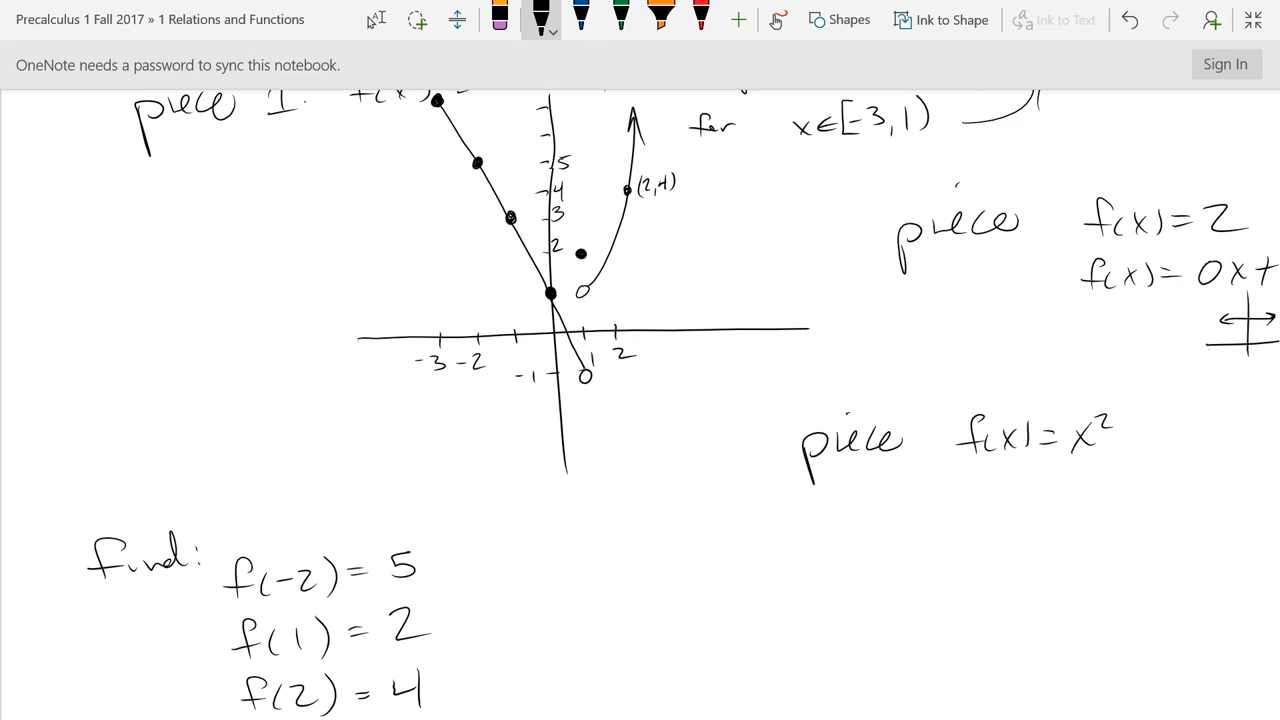 Precalculus 1 Fall 2017 » 1 Relations and Functions
Shapes
Ink to Shape
Ink to Text
OneNote needs a password to sync this notebook.
Sign In
piece 1. f(x)
for x∈[-3,1)
5
4
(2,4)
3
2
piece f(x)=2
f(x)=0x+
-3 -2 1 2
-1
piece f(x)=x²
find:
f(-2)=5
f(1)=2
f(2)=4